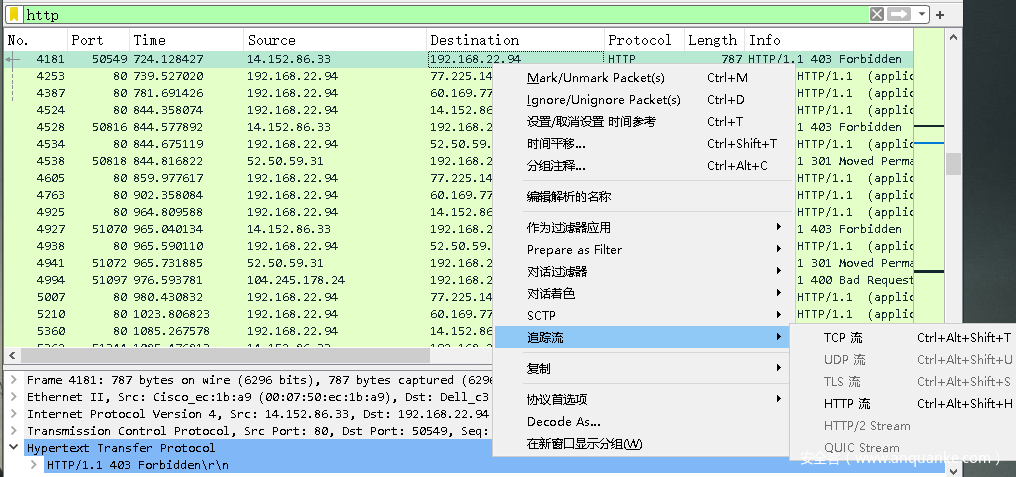 http
No. Port Time Source Destination Protocol Length Info
4181 50549 724.128427 14.152.86.33 192.168.22.94 HTTP 787 HTTP/1.1 403 Forbidden
4253 80 739.527020 192.168.22.94 77.225.14 HTTP/1.1 (applic
4387 80 781.691426 192.168.22.94 60.169.77 HTTP/1.1 (applic
4524 80 844.358074 192.168.22.94 14.152.86 HTTP/1.1 (applic
4528 50816 844.577892 14.152.86.33 192.168.2 1 403 Forbidden
4534 80 844.675119 192.168.22.94 52.50.59. HTTP/1.1 (applic
4538 50818 844.816822 52.50.59.31 192.168.2 1 301 Moved Perma
4605 80 859.977617 192.168.22.94 77.225.14 HTTP/1.1 (applic
4763 80 902.358084 192.168.22.94 60.169.77 HTTP/1.1 (applic
4925 80 964.809588 192.168.22.94 14.152.86 HTTP/1.1 (applic
4927 51070 965.040134 14.152.86.33 192.168.2 1 403 Forbidden
4938 80 965.590110 192.168.22.94 52.50.59. HTTP/1.1 (applic
4941 51072 965.731885 52.50.59.31 192.168.2 1 301 Moved Perma
4994 51097 976.593781 104.245.178.24 192.168.2 1 400 Bad Request
5007 80 980.430832 192.168.22.94 77.225.14 HTTP/1.1 (applic
5210 80 1023.806823 192.168.22.94 60.169.77 HTTP/1.1 (applic
5360 80 1085.267578 192.168.22.94 14.152.86
Mark/Unmark Packet(s) Ctrl+M
Ignore/Unignore Packet(s) Ctrl+D
设置/取消设置 时间参考 Ctrl+T
时间平移... Ctrl+Shift+T
分组注释... Ctrl+Alt+C
编辑解析的名称
作为过滤器应用
Prepare as Filter
对话过滤器
对话着色
SCTP
追踪流
复制
协议首选项
Decode As...
在新窗口显示分组(W)
TCP 流 Ctrl+Alt+Shift+T
UDP 流 Ctrl+Alt+Shift+U
TLS 流 Ctrl+Alt+Shift+S
HTTP 流 Ctrl+Alt+Shift+H
HTTP/2 Stream
QUIC Stream
Frame 4181: 787 bytes on wire (6296 bits), 787 bytes captured (6296
Ethernet II, Src: Cisco_ec:1b:a9 (00:07:50:ec:1b:a9), Dst: Dell_c3
Internet Protocol Version 4, Src: 14.152.86.33, Dst: 192.168.22.94
Transmission Control Protocol, Src Port: 80, Dst Port: 50549, Seq:
Hypertext Transfer Protocol
HTTP/1.1 403 Forbidden\r\n
安全客 ( www.anquanke.com )